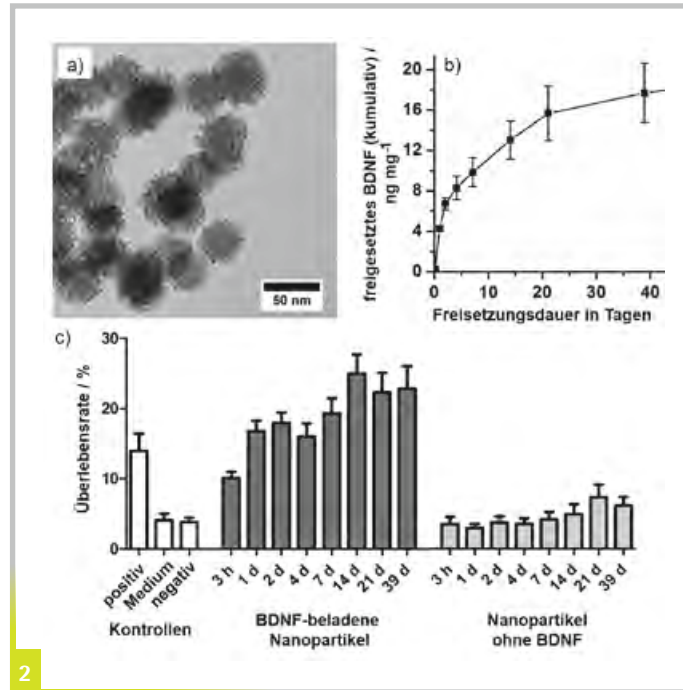 a)
50 nm
b)
freigesetztes BDNF (kumulativ) /
ng mg⁻¹
20
16
12
8
4
0
0
10
20
30
40
Freisetzungsdauer in Tagen
c)
Überlebensrate / %
30
20
10
0
positiv
Medium
negativ
Kontrollen
3 h
1 d
2 d
4 d
7 d
14 d
21 d
39 d
BDNF-beladene
Nanopartikel
3 h
1 d
2 d
4 d
7 d
14 d
21 d
39 d
Nanopartikel
ohne BDNF
2